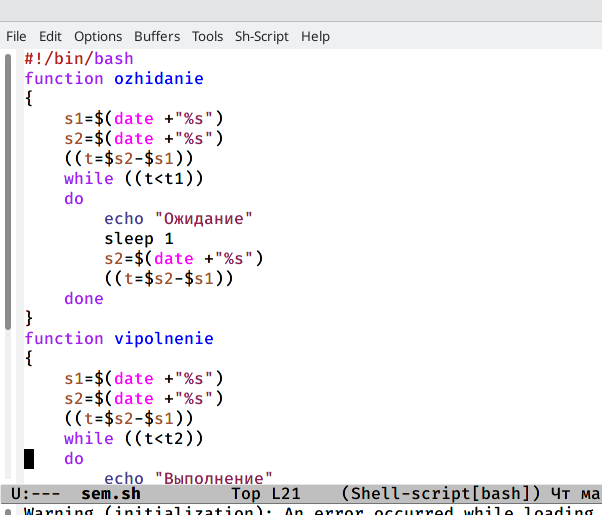 File Edit Options Buffers Tools Sh-Script Help
#!/bin/bash
function ozhidanie
{
    s1=$(date +"%s")
    s2=$(date +"%s")
    ((t=$s2-$s1))
    while ((t<t1))
    do
        echo "Ожидание"
        sleep 1
        s2=$(date +"%s")
        ((t=$s2-$s1))
    done
}
function vipolnenie
{
    s1=$(date +"%s")
    s2=$(date +"%s")
    ((t=$s2-$s1))
    while ((t<t2))
    do
        echo "Выполнение"
U:--- sem.sh Top L21 (Shell-script[bash]) Чт ма
Warning (initialization): An error occurred while loading